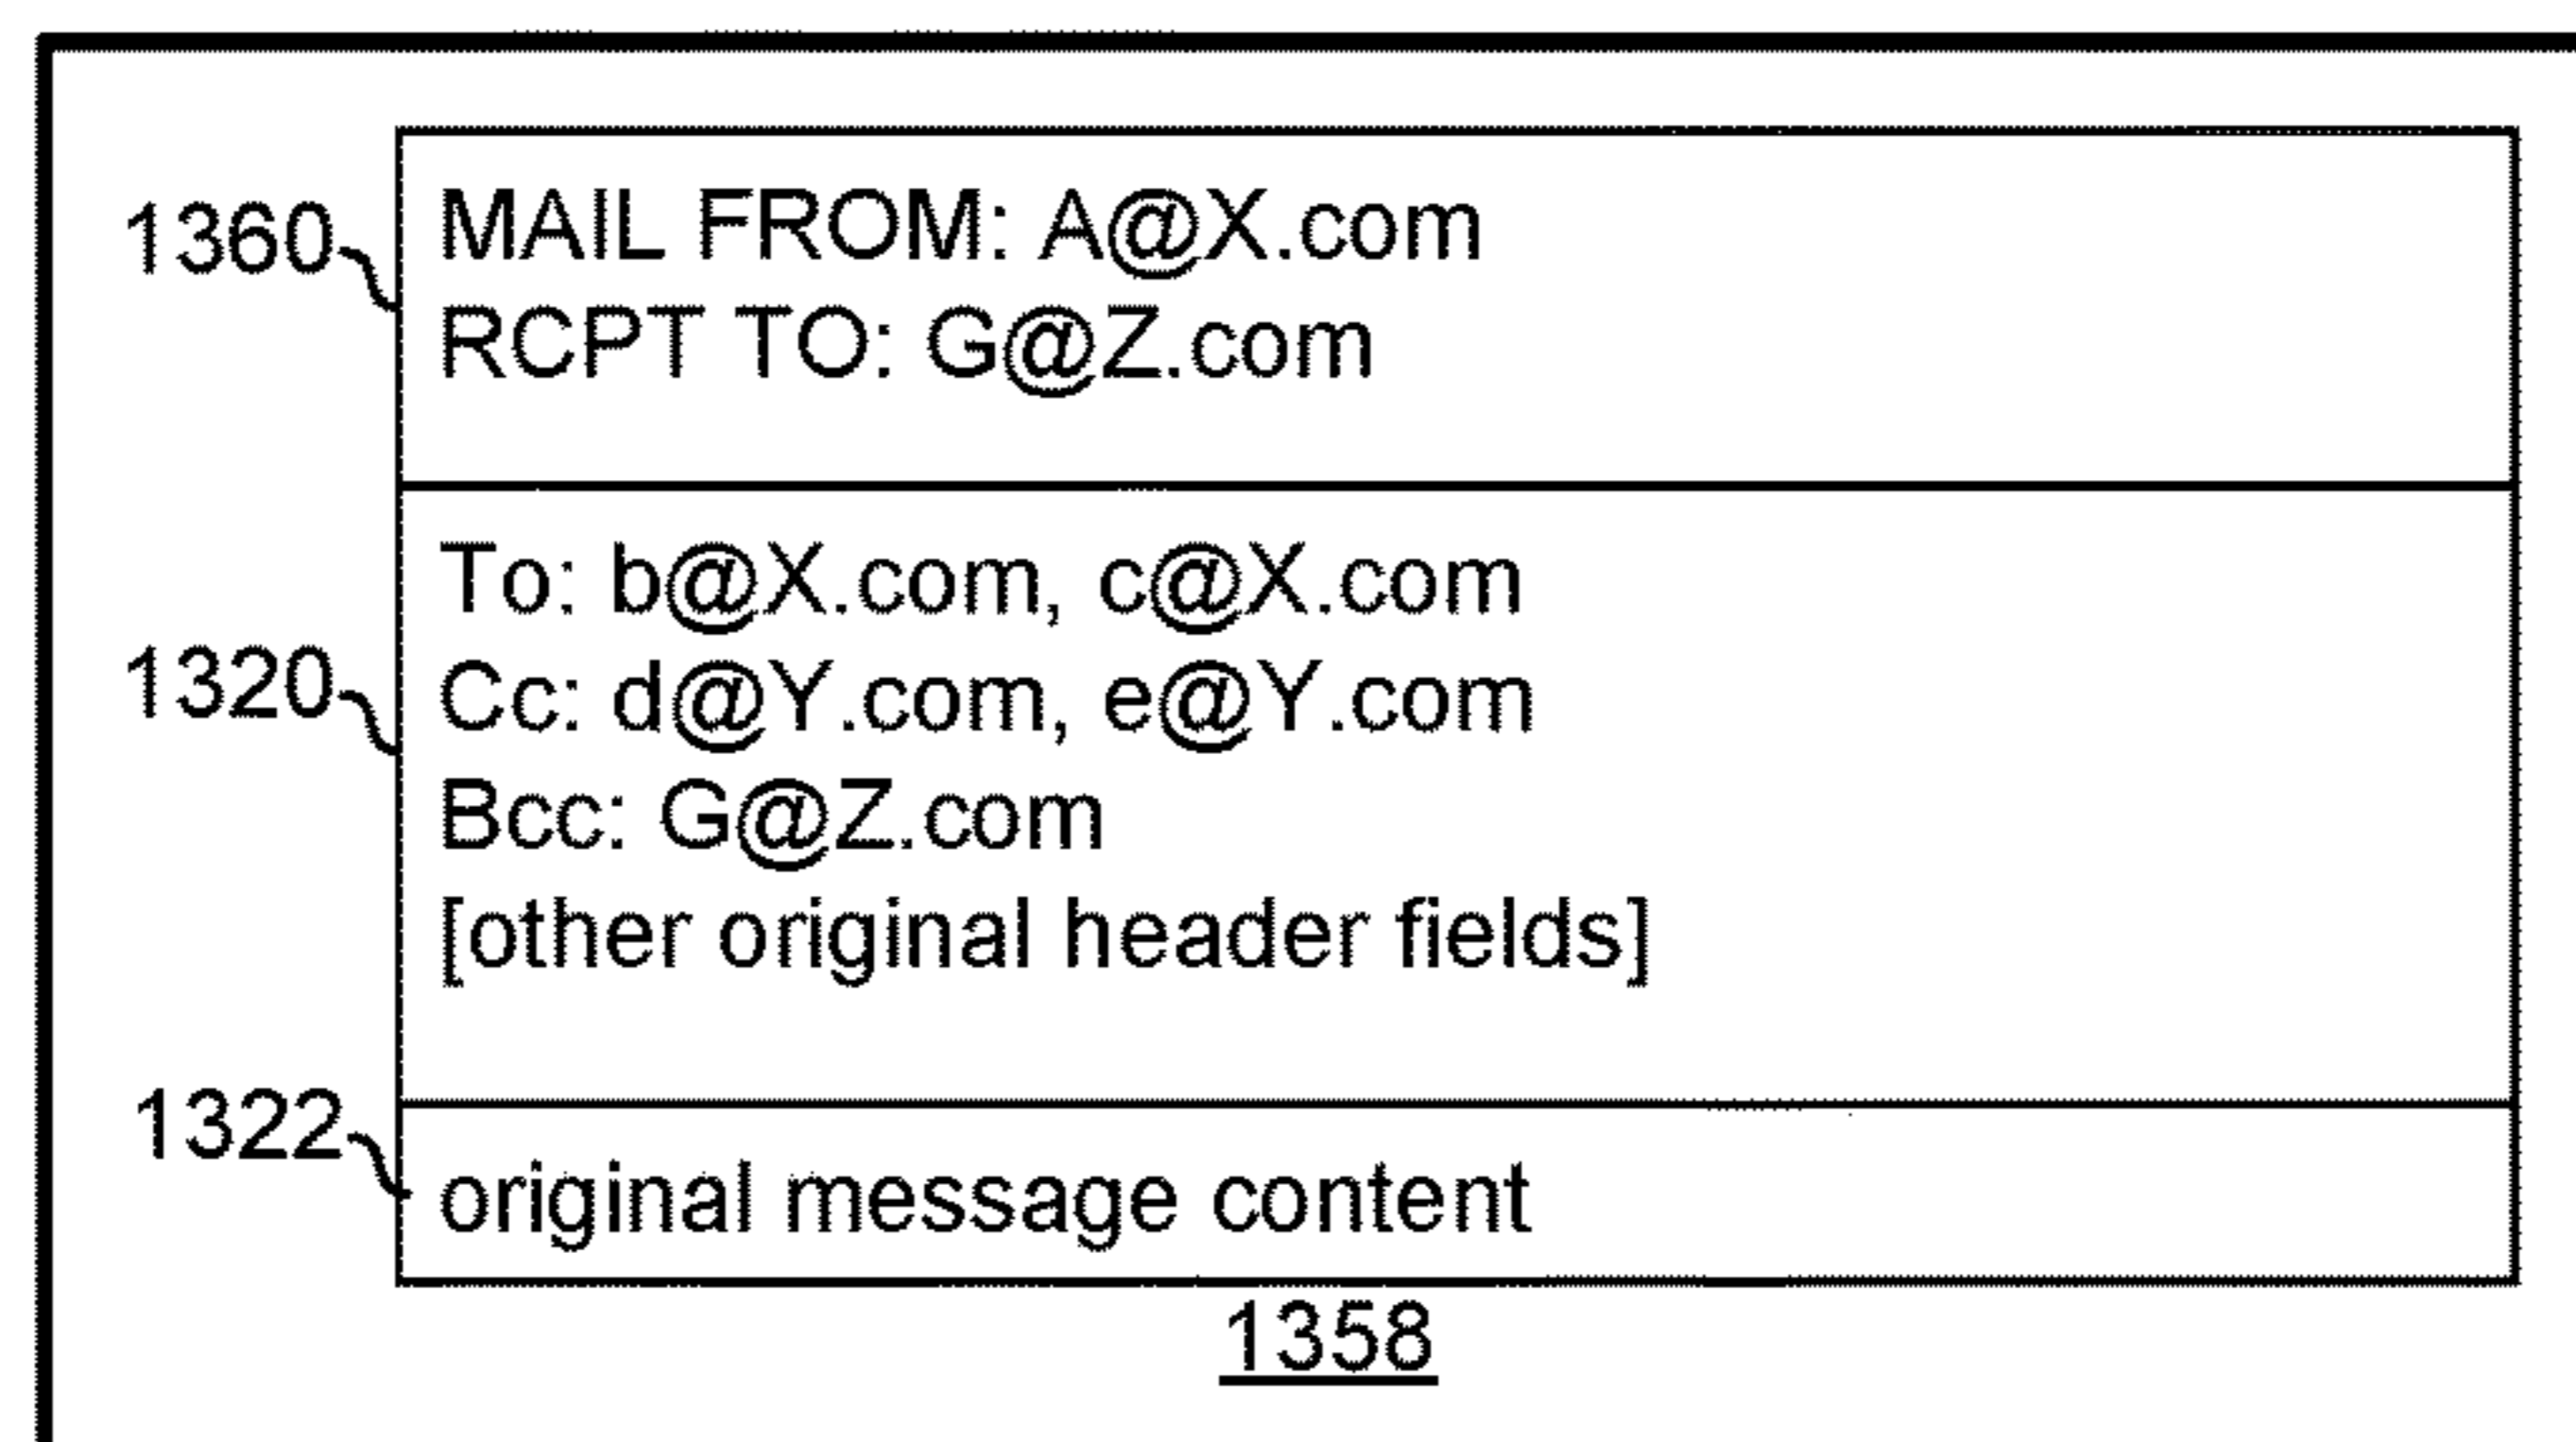 1360
MAIL FROM: A@X.com
RCPT TO: G@Z.com
1320
To: b@X.com, c@X.com
Cc: d@Y.com, e@Y.com
Bcc: G@Z.com
[other original header fields]
1322
original message content
1358